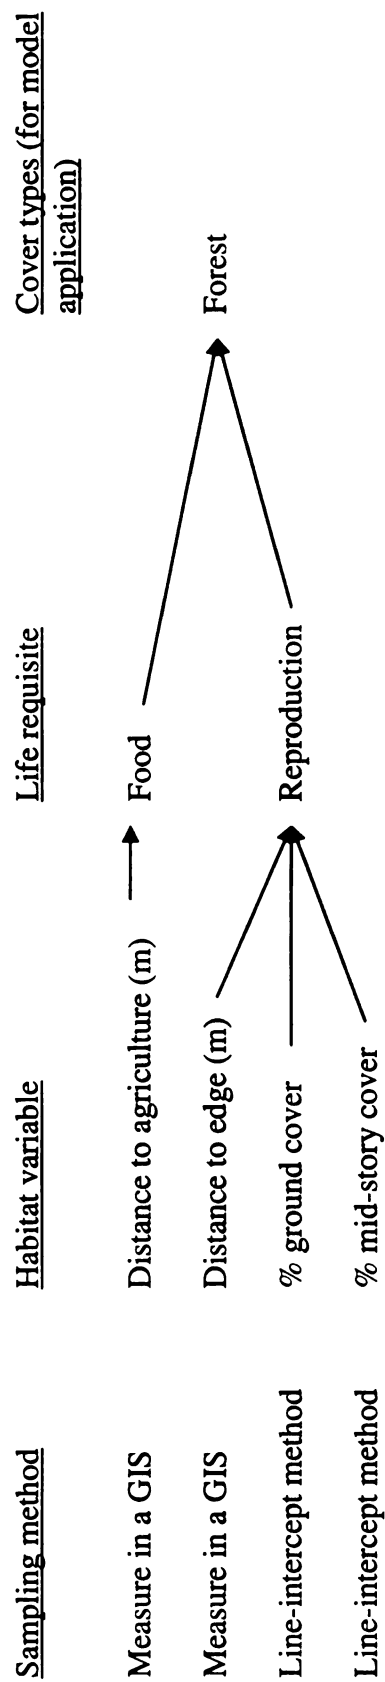 Sampling method
Habitat variable
Life requisite
Cover types (for model
application)
Measure in a GIS
Distance to agriculture (m)
Food
Measure in a GIS
Distance to edge (m)
Forest
Line-intercept method
% ground cover
Reproduction
Line-intercept method
% mid-story cover